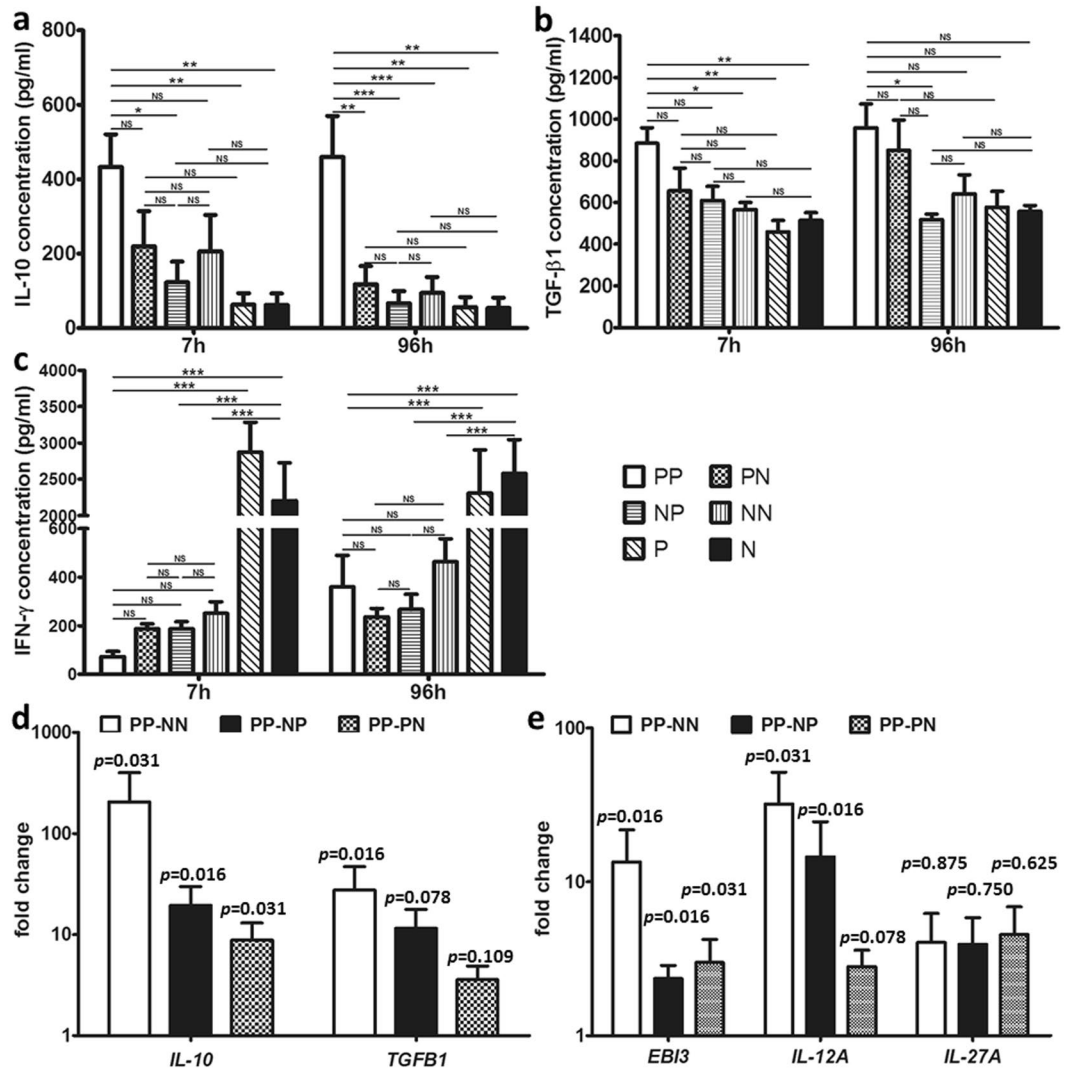 a
IL-10 concentration (pg/ml)
800
600
400
200
0
**
**
NS
*
NS
NS
NS
NS
NS
NS
**
**
***
***
**
NS
NS
NS
NS
NS
7h
96h
b
TGF-β1 concentration (pg/ml)
1400
1200
1000
800
600
400
200
0
**
**
*
NS
NS
NS
NS
NS
NS
NS
NS
NS
NS
*
NS
NS
NS
NS
NS
NS
7h
96h
c
IFN-γ concentration (pg/ml)
4000
3500
3000
2500
2000
600
400
200
0
***
***
***
***
NS
NS
NS
NS
NS
NS
***
***
***
***
NS
NS
NS
NS
NS
NS
7h
96h
PP PN
NP NN
P N
d
PP-NN PP-NP PP-PN
fold change
1000
100
10
1
p=0.031
p=0.016
p=0.031
p=0.016
p=0.078
p=0.109
IL-10
TGFB1
e
PP-NN PP-NP PP-PN
fold change
100
10
1
p=0.016
p=0.016
p=0.031
p=0.031
p=0.016
p=0.078
p=0.875
p=0.750
p=0.625
EBI3
IL-12A
IL-27A